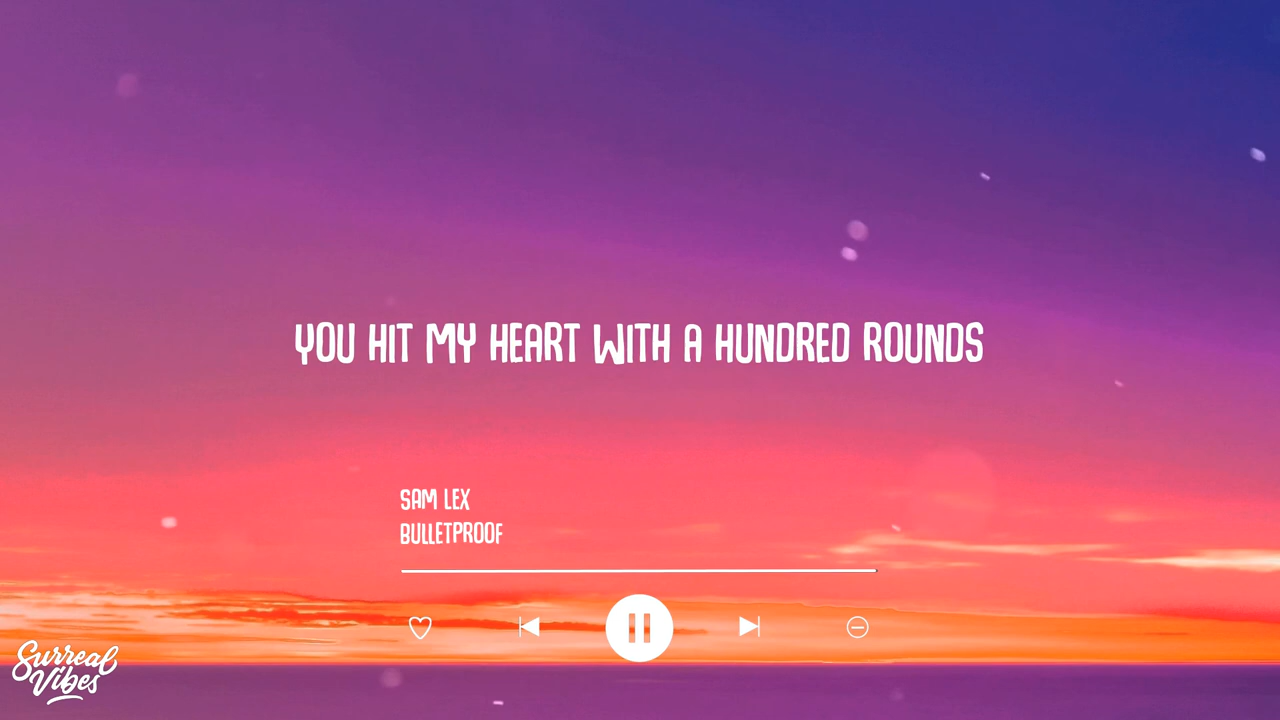 YOU HIT MY HEART WITH A HUNDRED ROUNDS
SAM LEX
BULLETPROOF
Surreal
Vibes